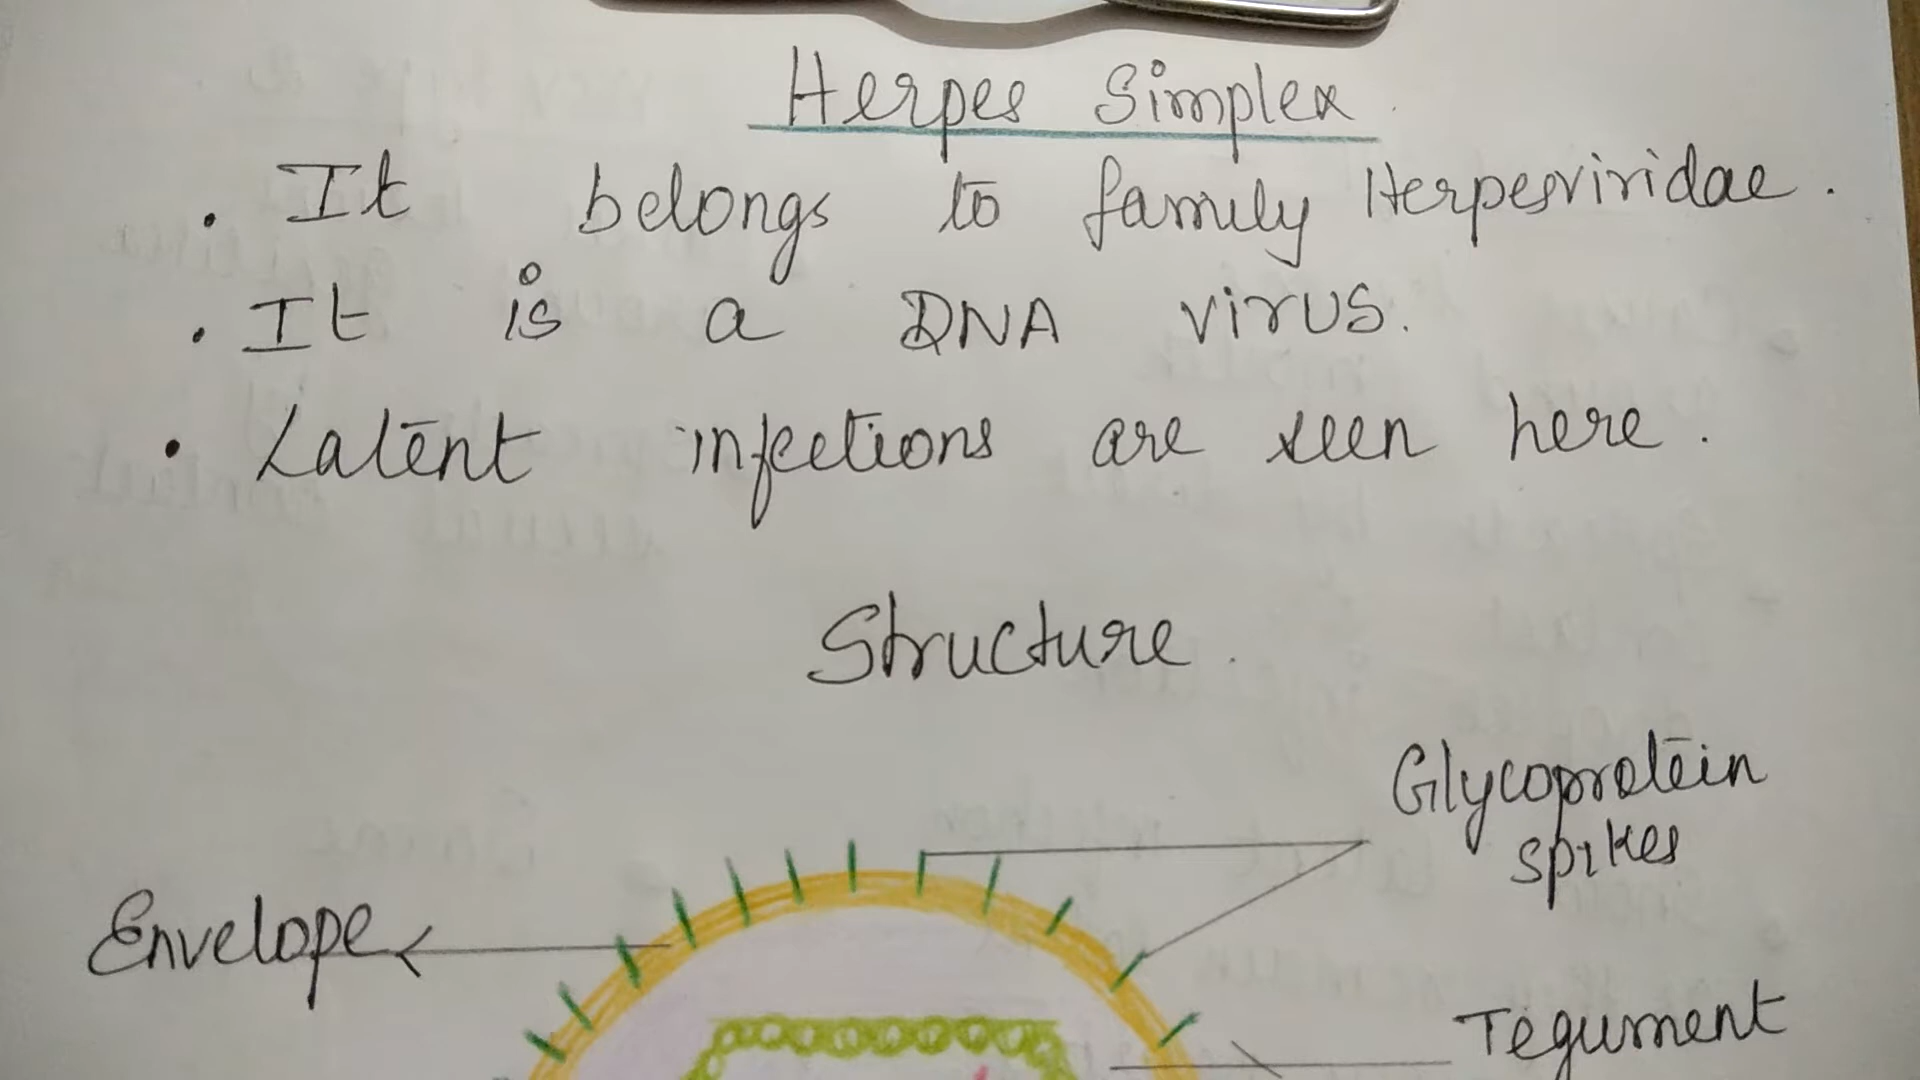 Herpes Simplex
. It belongs to family Herpesviridae.
. It is a DNA virus.
• Latent infections are seen here.
Structure.
Glycoprotein
spikes
Envelope
Tegument